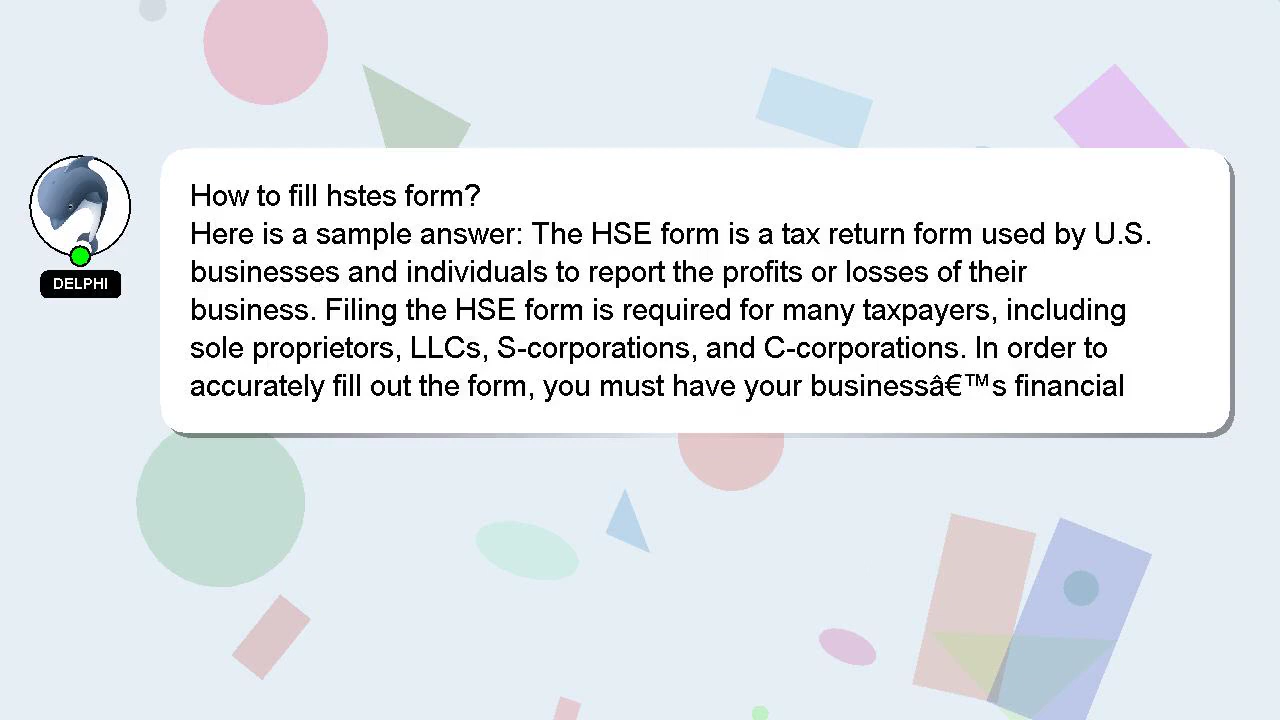 How to fill hstes form?
Here is a sample answer: The HSE form is a tax return form used by U.S.
businesses and individuals to report the profits or losses of their
business. Filing the HSE form is required for many taxpayers, including
sole proprietors, LLCs, S-corporations, and C-corporations. In order to
accurately fill out the form, you must have your businessâ€™s financial
DELPHI